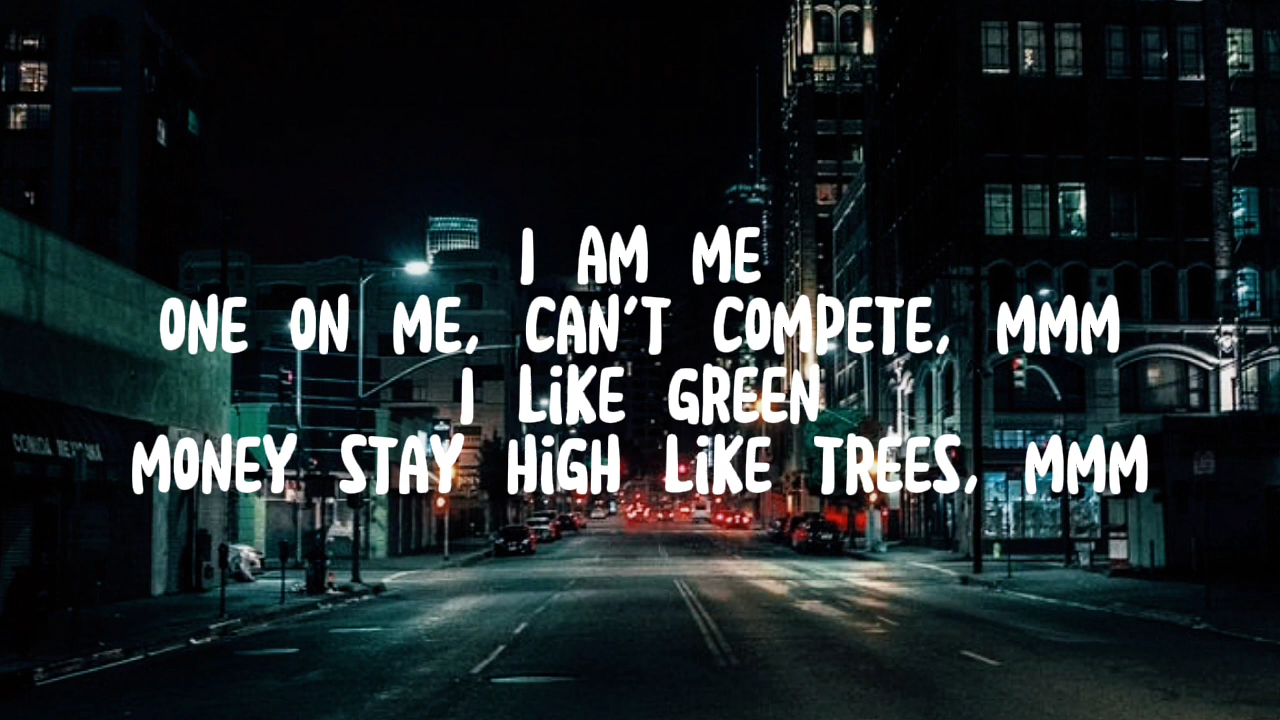 I AM ME
ONE ON ME, CAN'T COMPETE, MMM
I LiKE GREEN
MONEY STAY HiGH LiKE TREES, MMM